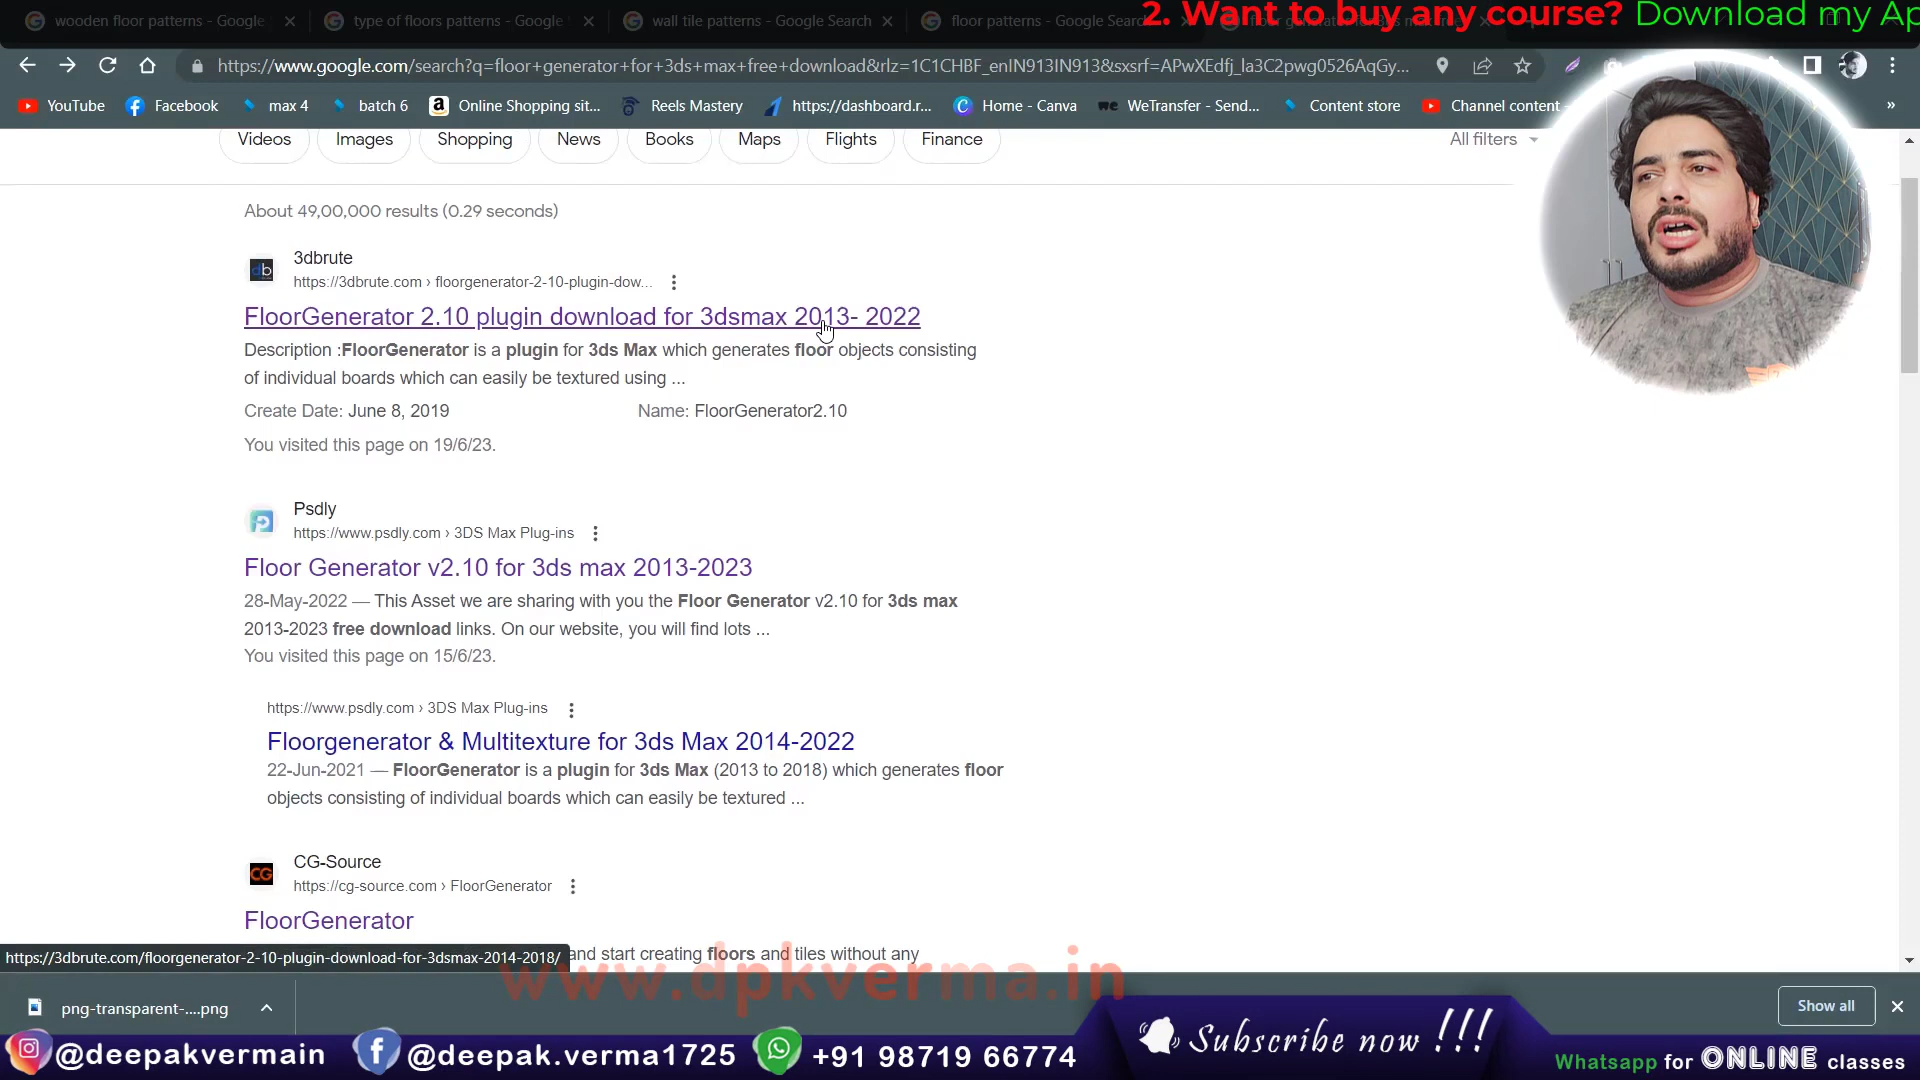 2. Want to buy any course? Download my Ap
wooden floor patterns - Google
type of floors patterns - Google
wall tile patterns - Google Search
floor patterns - Google Search
https://www.google.com/search?q=floor+generator+for+3ds+max+free+download&rlz=1C1CHBF_enIN913IN913&sxsrf=APwXEdfj_la3C2pwg0526AqGy...
YouTube
Facebook
max 4
batch 6
Online Shopping sit...
Reels Mastery
https://dashboard.r...
Home - Canva
WeTransfer - Send...
Content store
Channel content
»
Videos
Images
Shopping
News
Books
Maps
Flights
Finance
All filters
About 49,00,000 results (0.29 seconds)
3dbrute
https://3dbrute.com › floorgenerator-2-10-plugin-dow...
FloorGenerator 2.10 plugin download for 3dsmax 2013- 2022
Description :FloorGenerator is a plugin for 3ds Max which generates floor objects consisting
of individual boards which can easily be textured using ...
Create Date: June 8, 2019
Name: FloorGenerator2.10
You visited this page on 19/6/23.
Psdly
https://www.psdly.com › 3DS Max Plug-ins
Floor Generator v2.10 for 3ds max 2013-2023
28-May-2022 — This Asset we are sharing with you the Floor Generator v2.10 for 3ds max
2013-2023 free download links. On our website, you will find lots ...
You visited this page on 15/6/23.
https://www.psdly.com › 3DS Max Plug-ins
Floorgenerator & Multitexture for 3ds Max 2014-2022
22-Jun-2021 — FloorGenerator is a plugin for 3ds Max (2013 to 2018) which generates floor
objects consisting of individual boards which can easily be textured ...
CG-Source
https://cg-source.com › FloorGenerator
FloorGenerator
and start creating floors and tiles without any
https://3dbrute.com/floorgenerator-2-10-plugin-download-for-3dsmax-2014-2018/
www.dpkverma.in
png-transparent-....png
Show all
@deepakvermain
@deepak.verma1725
+91 98719 66774
Subscribe now !!!
Whatsapp for ONLINE classes